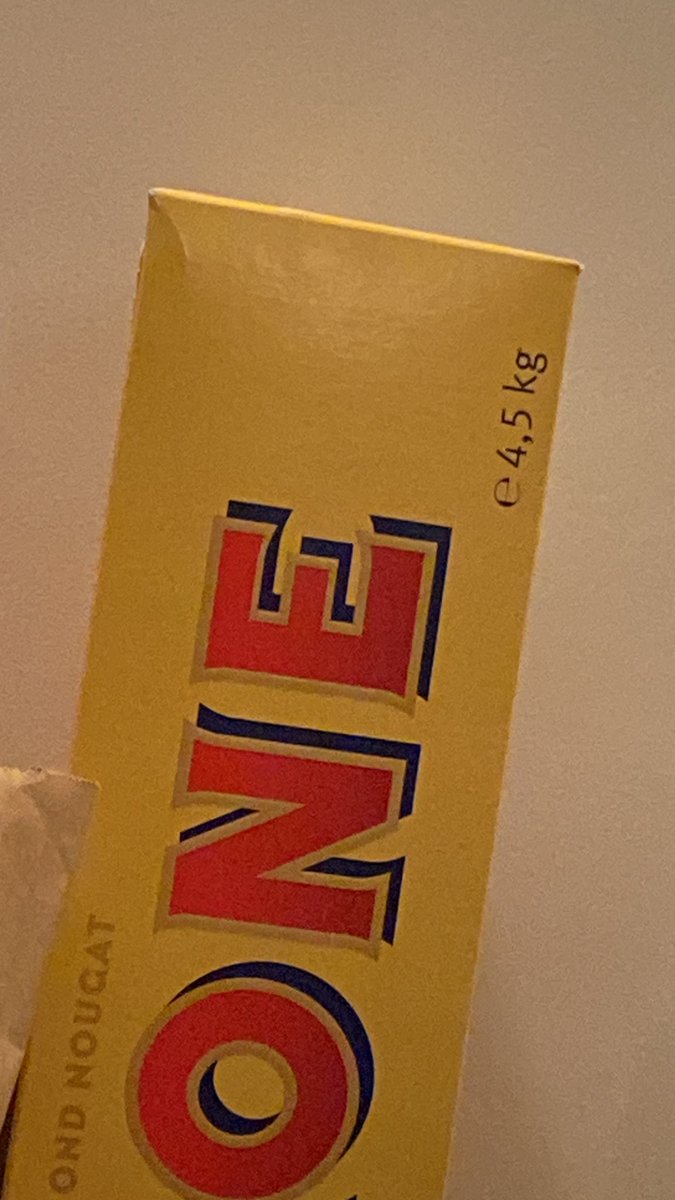 OND NOUGAT
ONE
℮ 4,5 kg